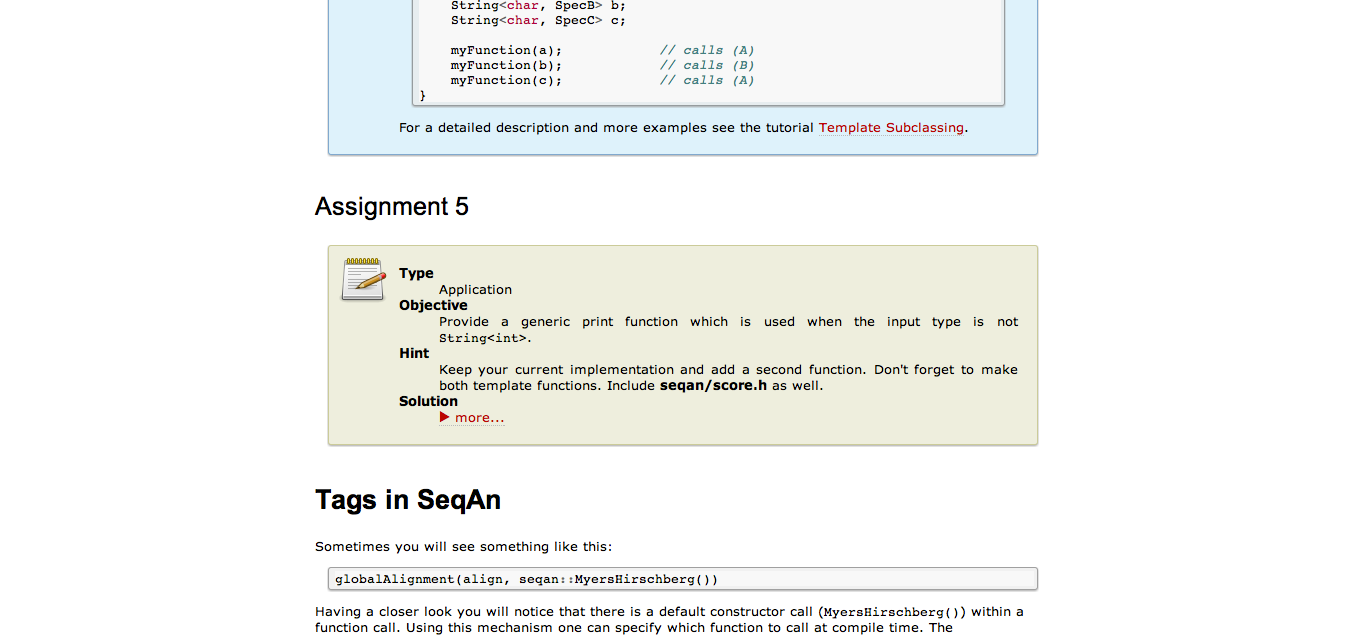 String<char, SpecB> b;
String<char, SpecC> c;
myFunction(a); // calls (A)
myFunction(b); // calls (B)
myFunction(c); // calls (A)
}
For a detailed description and more examples see the tutorial Template Subclassing.
Assignment 5
Type
Application
Objective
Provide a generic print function which is used when the input type is not
String<int>.
Hint
Keep your current implementation and add a second function. Don't forget to make
both template functions. Include seqan/score.h as well.
Solution
more...
Tags in SeqAn
Sometimes you will see something like this:
globalAlignment(align, seqan::MyersHirschberg())
Having a closer look you will notice that there is a default constructor call (MyersHirschberg()) within a
function call. Using this mechanism one can specify which function to call at compile time. The